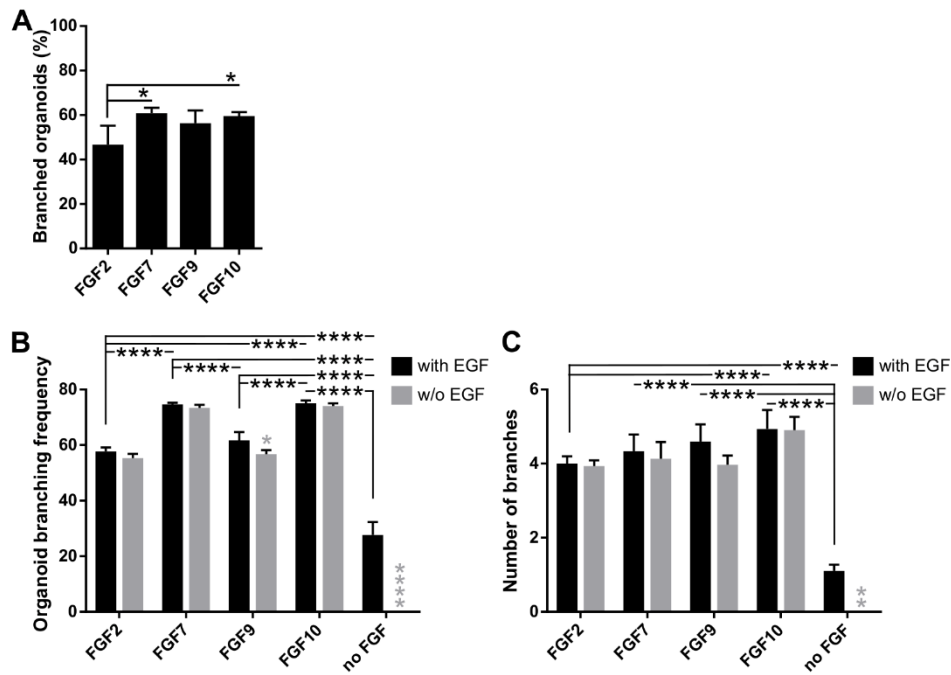 A
Branched organoids (%)
100
80
60
40
20
0
*
*
FGF2
FGF7
FGF9
FGF10
B
Organoid branching frequency
80
60
40
20
0
****
****
****
****
****
****
****
****
*
****
with EGF
w/o EGF
FGF2
FGF7
FGF9
FGF10
no FGF
C
Number of branches
6
4
2
0
****
****
****
****
****
**
with EGF
w/o EGF
FGF2
FGF7
FGF9
FGF10
no FGF